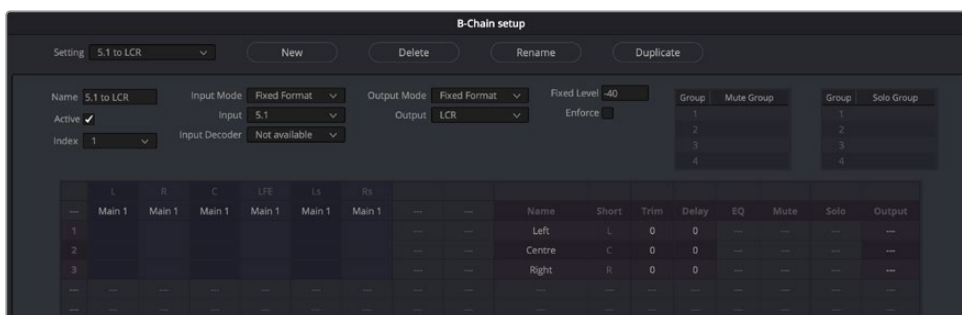 B-Chain setup
Setting 5.1 to LCR New Delete Rename Duplicate
Name 5.1 to LCR Input Mode Fixed Format Output Mode Fixed Format Fixed Level -40 Group Mute Group Group Solo Group
Active Input 5.1 Output LCR Enforce 1 1
Index 1 Input Decoder Not available 2 2
3 3
4 4
L R C LFE Ls Rs
--- Main 1 Main 1 Main 1 Main 1 Main 1 Main 1 --- --- Name Short Trim Delay EQ Mute Solo Output
1 --- --- Left L 0 0 --- --- --- ---
2 --- --- Centre C 0 0 --- --- --- ---
3 --- --- Right R 0 0 --- --- --- ---
--- --- --- --- --- --- --- --- --- --- --- --- --- --- --- --- ---
--- --- --- --- --- --- --- --- --- --- --- --- --- --- --- --- ---